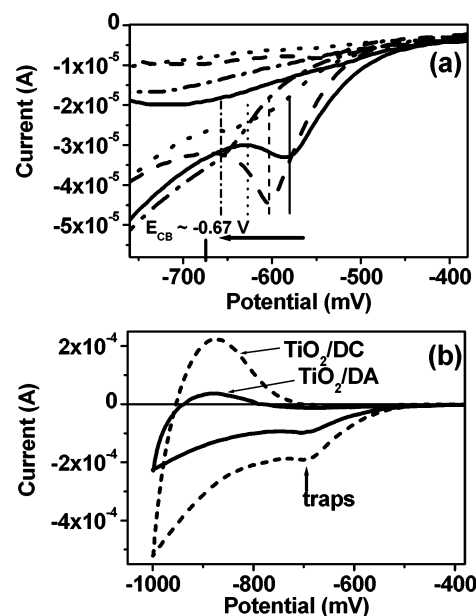 0
-1x10⁻⁵
-2x10⁻⁵
-3x10⁻⁵
-4x10⁻⁵
-5x10⁻⁵
Current (A)
(a)
E_CB ~ -0.67 V
-700
-600
-500
-400
Potential (mV)
2x10⁻⁴
0
-2x10⁻⁴
-4x10⁻⁴
Current (A)
(b)
TiO₂/DC
TiO₂/DA
traps
-1000
-800
-600
-400
Potential (mV)